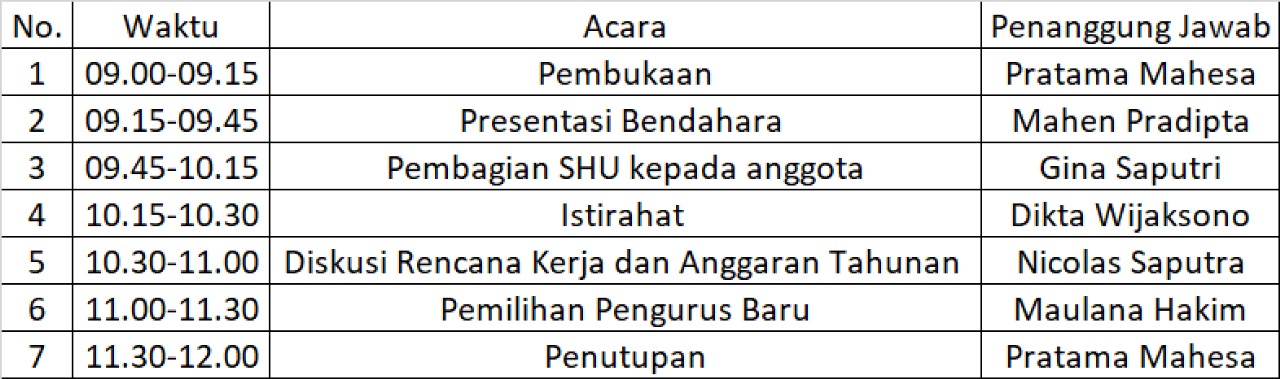 No. Waktu Acara Penanggung Jawab
1 09.00-09.15 Pembukaan Pratama Mahesa
2 09.15-09.45 Presentasi Bendahara Mahen Pradipta
3 09.45-10.15 Pembagian SHU kepada anggota Gina Saputri
4 10.15-10.30 Istirahat Dikta Wijaksono
5 10.30-11.00 Diskusi Rencana Kerja dan Anggaran Tahunan Nicolas Saputra
6 11.00-11.30 Pemilihan Pengurus Baru Maulana Hakim
7 11.30-12.00 Penutupan Pratama Mahesa